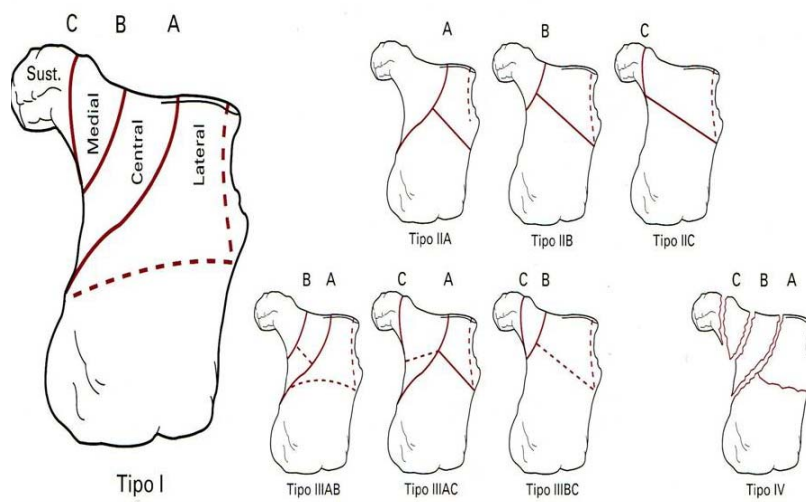 C B A
Sust.
Medial
Central
Lateral
Tipo I
A
Tipo IIA
B
Tipo IIB
C
Tipo IIC
B A
Tipo IIIAB
C A
Tipo IIIAC
C B
Tipo IIIBC
C B A
Tipo IV